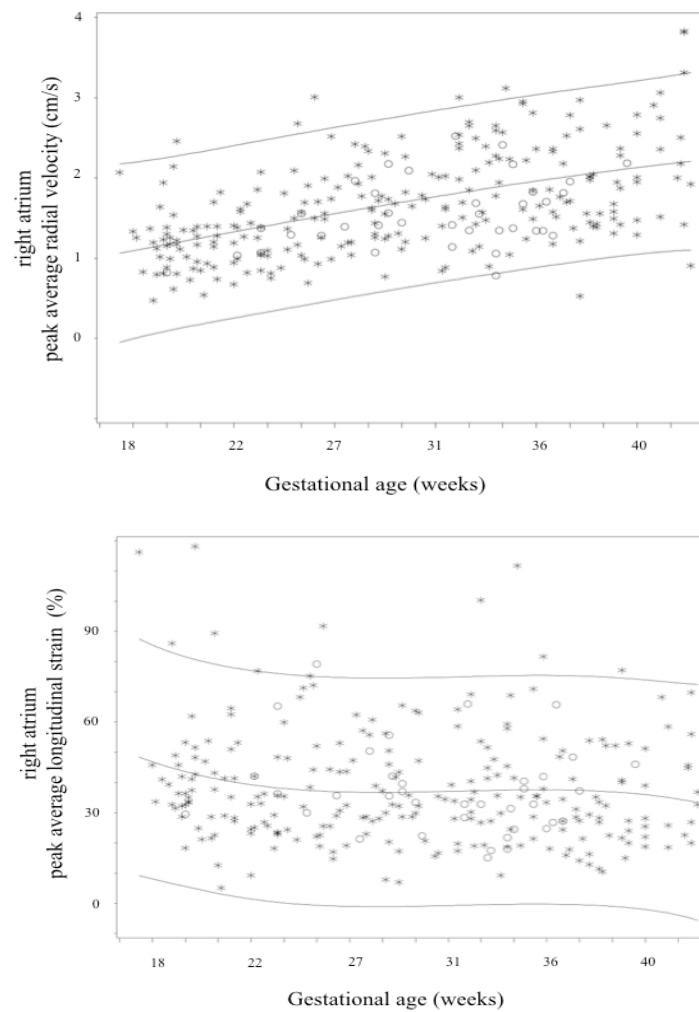 right atrium
peak average radial velocity (cm/s)
4
3
2
1
0
18 22 27 31 36 40
Gestational age (weeks)
right atrium
peak average longitudinal strain (%)
90
60
30
0
18 22 27 31 36 40
Gestational age (weeks)